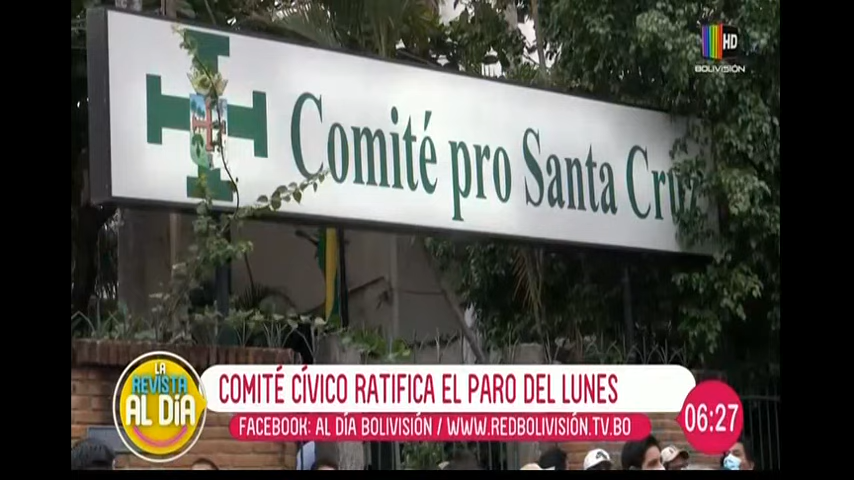 HD
BOLIVISIÓN
Comité pro Santa Cruz
LA
REVISTA
AL DÍA
COMITÉ CÍVICO RATIFICA EL PARO DEL LUNES
FACEBOOK: AL DÍA BOLIVISIÓN / WWW.REDBOLIVISIÓN.TV.BO
06:27